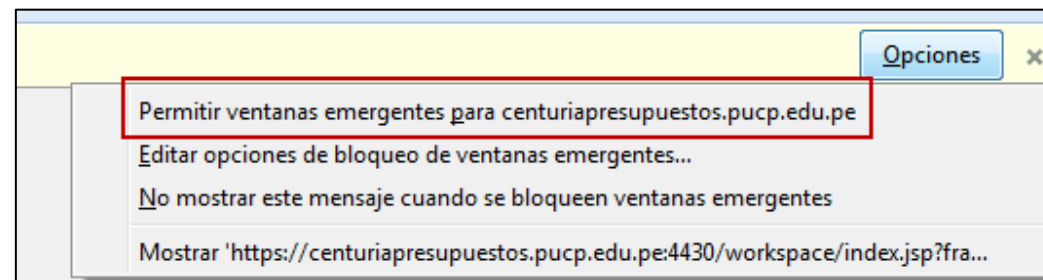 Opciones
Permitir ventanas emergentes para centuriapresupuestos.pucp.edu.pe
Editar opciones de bloqueo de ventanas emergentes...
No mostrar este mensaje cuando se bloqueen ventanas emergentes
Mostrar 'https://centuriapresupuestos.pucp.edu.pe:4430/workspace/index.jsp?fra...